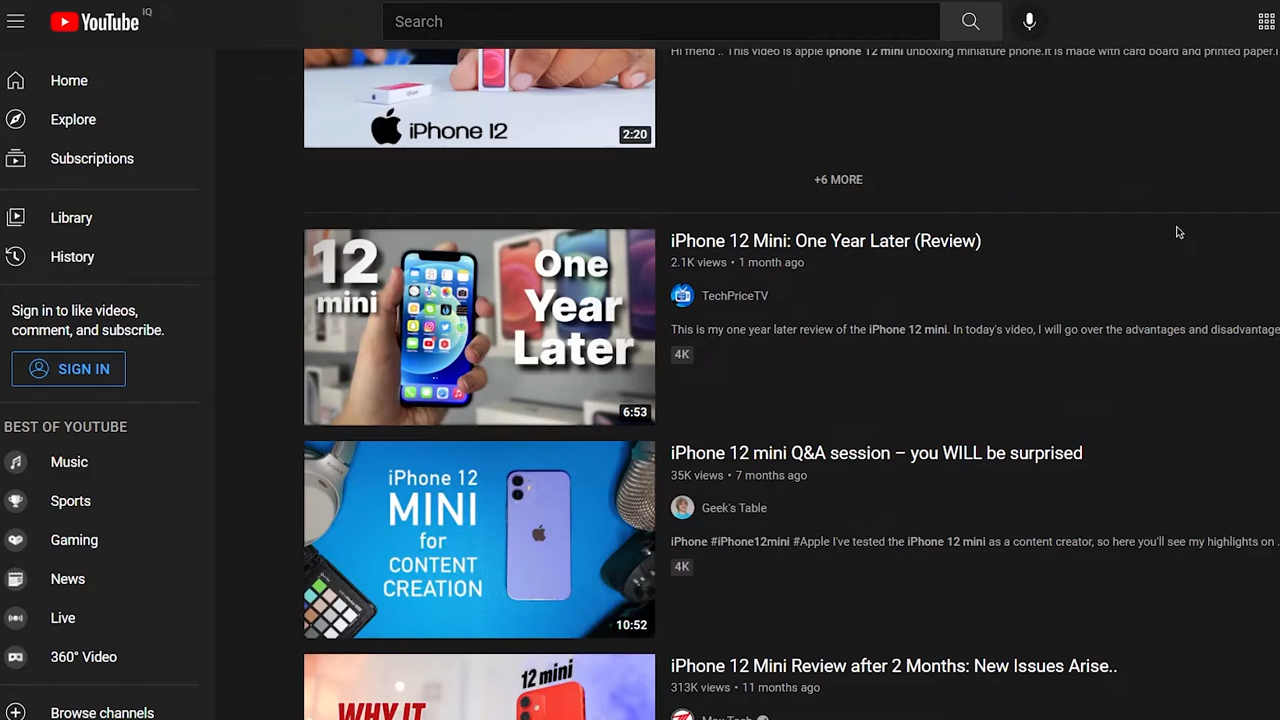 YouTube IQ
Search
Home
Explore
Subscriptions
Library
History
Sign in to like videos,
comment, and subscribe.
SIGN IN
BEST OF YOUTUBE
Music
Sports
Gaming
News
Live
360° Video
Browse channels
iPhone 12
2:20
Hi friend .. This video is apple iphone 12 mini unboxing miniature phone.it is made with card board and printed paper.
+6 MORE
12
mini
One
Year
Later
6:53
iPhone 12 Mini: One Year Later (Review)
2.1K views • 1 month ago
TechPriceTV
This is my one year later review of the iPhone 12 mini. In today's video, I will go over the advantages and disadvantage
4K
iPhone 12
MINI
for
CONTENT
CREATION
10:52
iPhone 12 mini Q&A session – you WILL be surprised
35K views • 7 months ago
Geek's Table
iPhone #iPhone12mini #Apple I've tested the iPhone 12 mini as a content creator, so here you'll see my highlights on .
4K
12 mini
WHY IT
iPhone 12 Mini Review after 2 Months: New Issues Arise..
313K views • 11 months ago
Max Tech